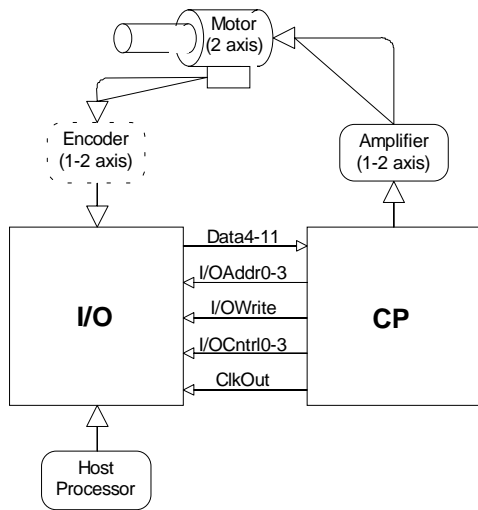 Motor
(2 axis)
Encoder
(1-2 axis)
Amplifier
(1-2 axis)
Data4-11
I/OAddr0-3
I/O
I/OWrite
CP
I/OCntrl0-3
ClkOut
Host
Processor